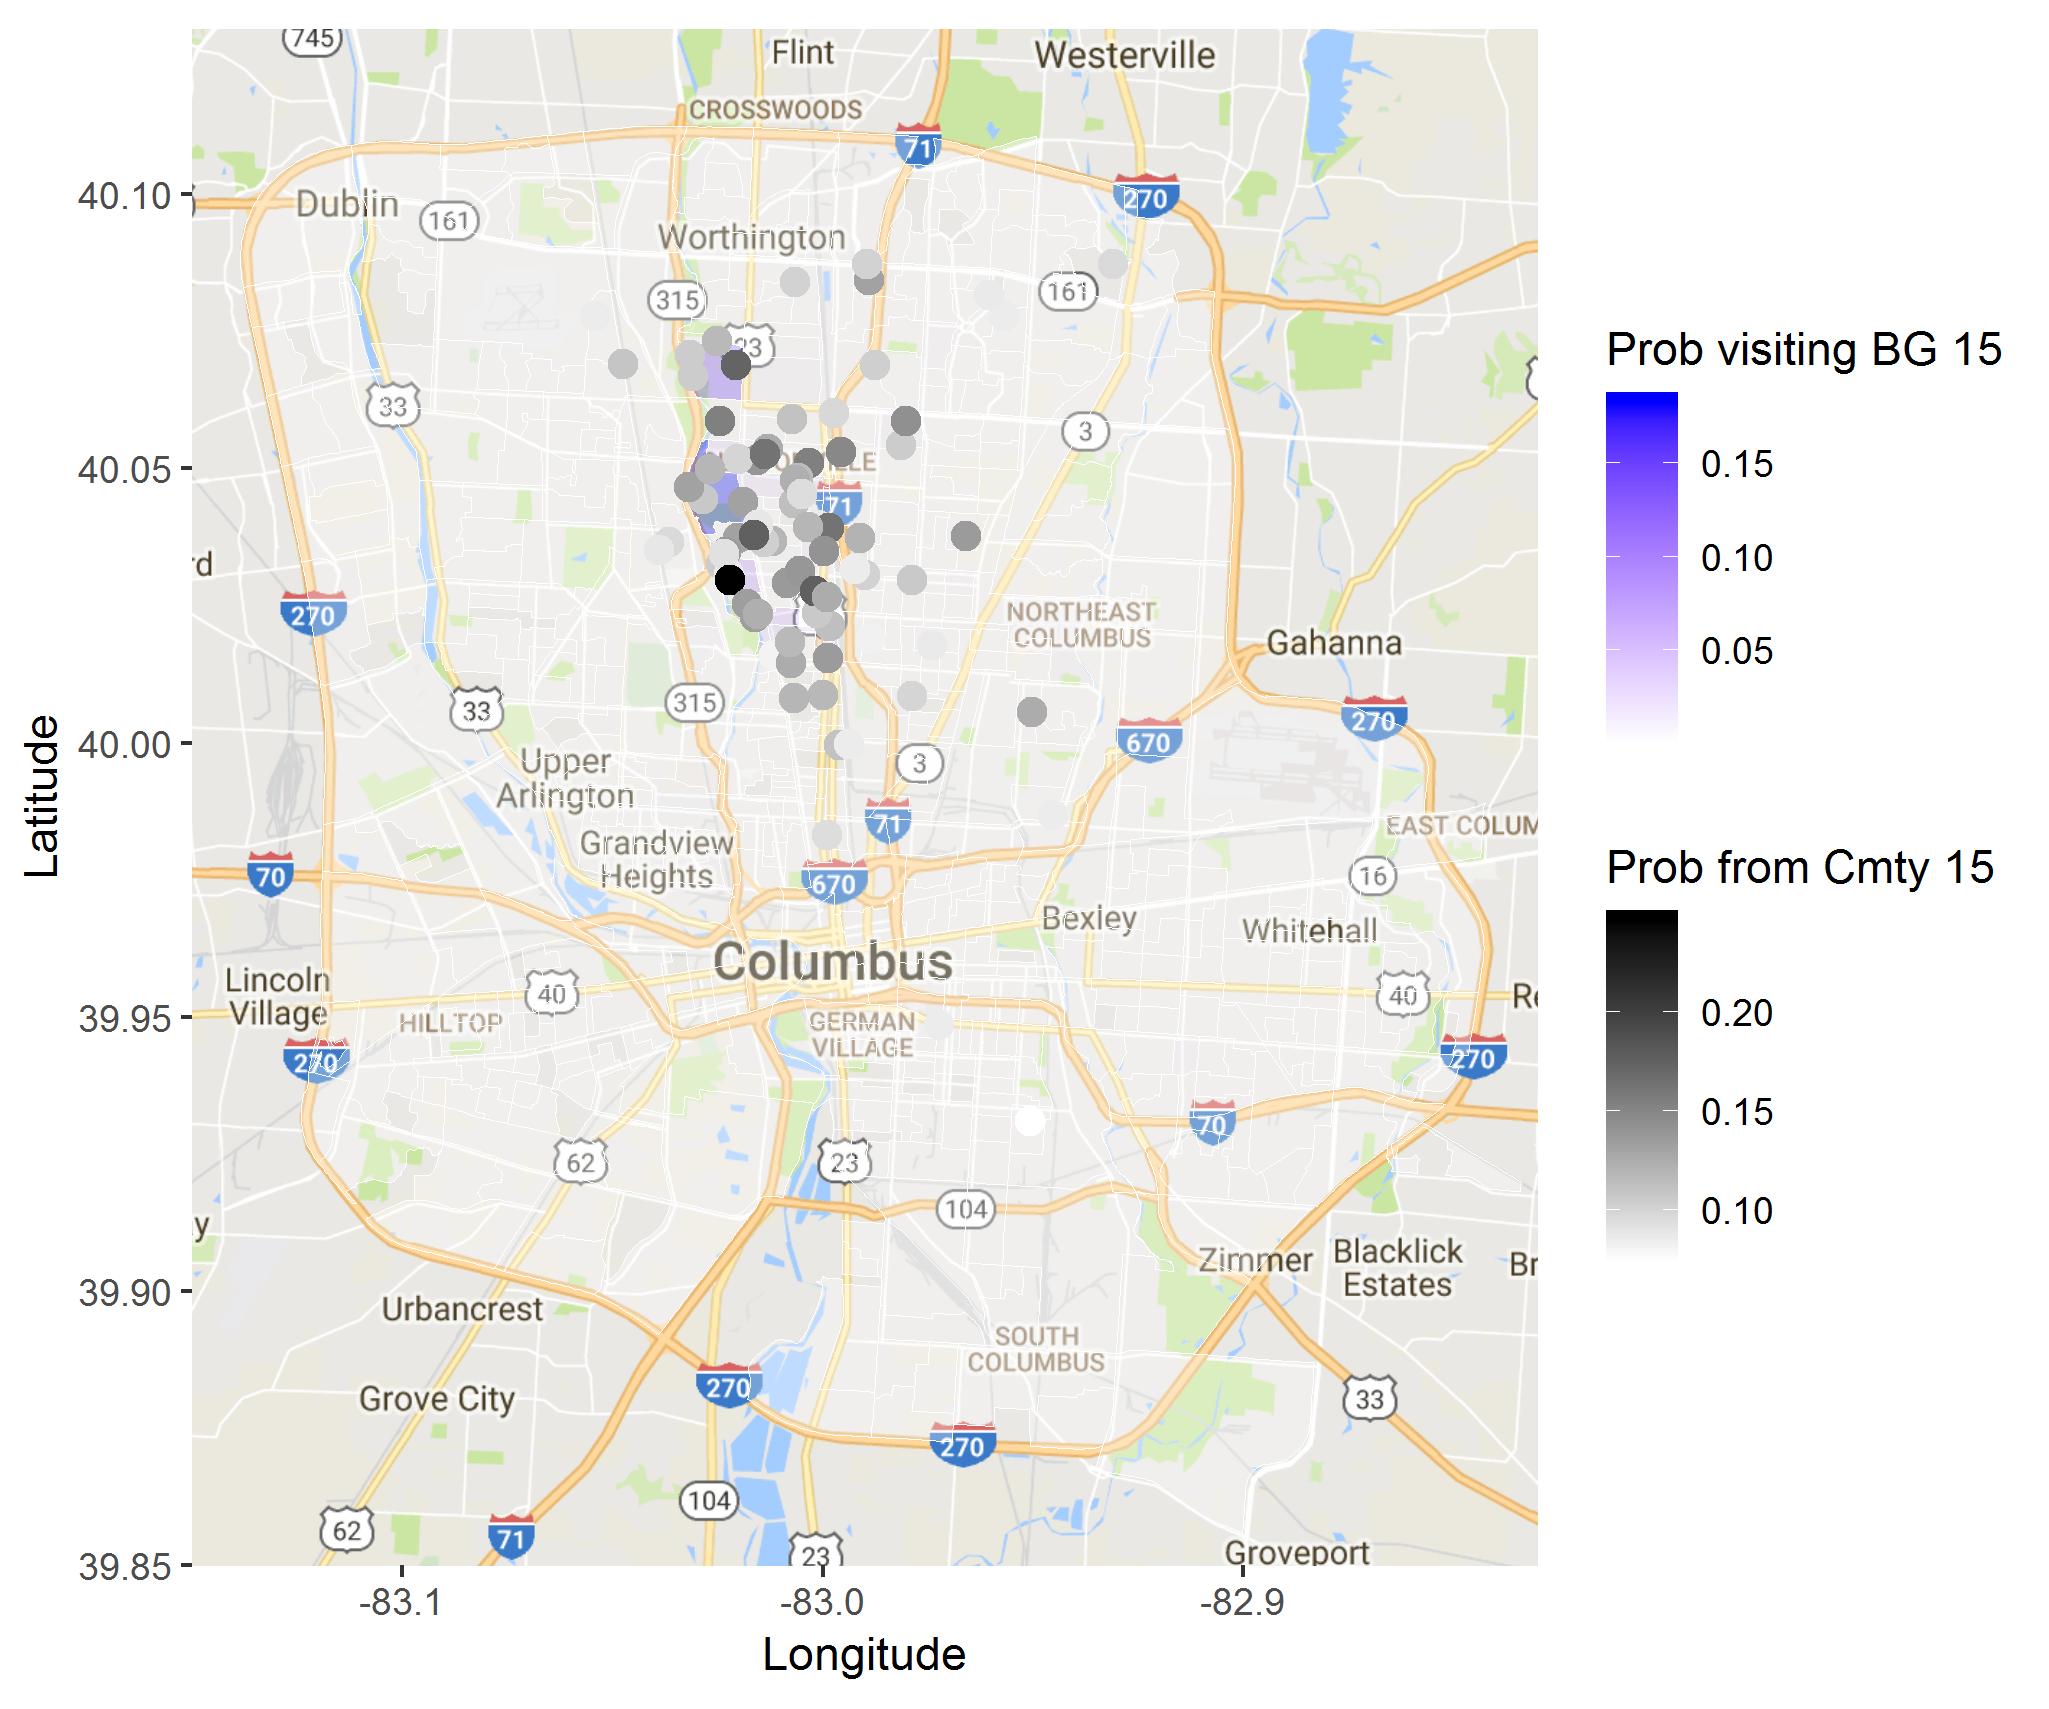 745
Flint
Westerville
CROSSWOODS
71
270
40.10
Dublin
161
Worthington
315
161
23
33
3
40.05
71
270
NORTHEAST
COLUMBUS
Gahanna
33
315
270
670
40.00
3
Upper
Arlington
71
EAST COLUM
Grandview
Heights
70
670
16
Bexley
Whitehall
Columbus
Lincoln
Village
40
40
39.95
HILLTOP
GERMAN
VILLAGE
270
270
70
62
23
104
Zimmer
Blacklick
Estates
Br
39.90
Urbancrest
SOUTH
COLUMBUS
270
Grove City
33
270
104
62
71
23
Groveport
39.85
-83.1
-83.0
-82.9
Longitude
Latitude
Prob visiting BG 15
0.15
0.10
0.05
Prob from Cmty 15
0.20
0.15
0.10